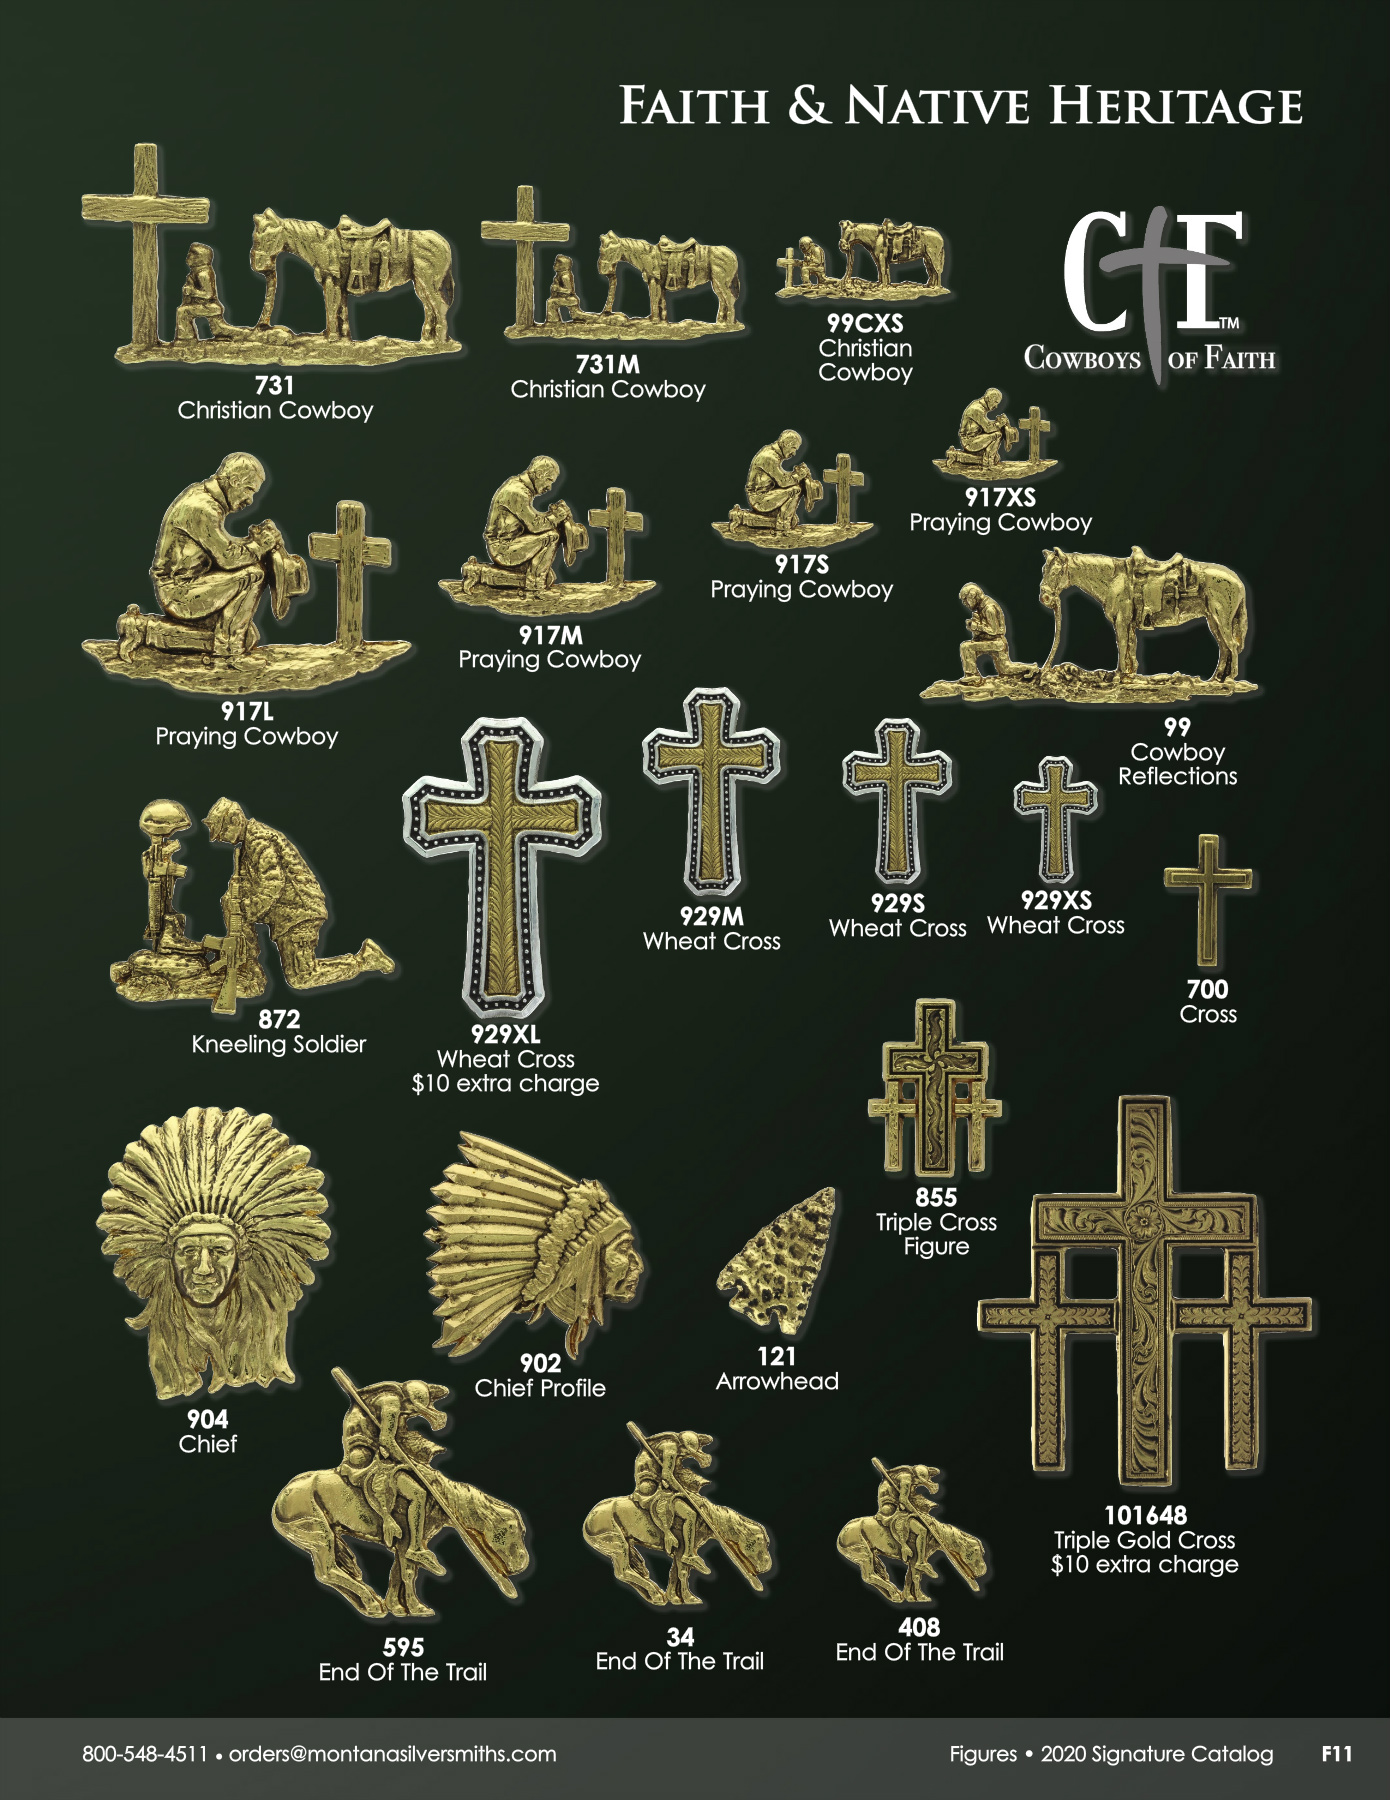 FAITH & NATIVE HERITAGE
CTF™
COWBOYS OF FAITH
731
Christian Cowboy
731M
Christian Cowboy
99CXS
Christian
Cowboy
917L
Praying Cowboy
917M
Praying Cowboy
917S
Praying Cowboy
917XS
Praying Cowboy
99
Cowboy
Reflections
872
Kneeling Soldier
929XL
Wheat Cross
$10 extra charge
929M
Wheat Cross
929S
Wheat Cross
929XS
Wheat Cross
700
Cross
904
Chief
902
Chief Profile
121
Arrowhead
855
Triple Cross
Figure
101648
Triple Gold Cross
$10 extra charge
595
End Of The Trail
34
End Of The Trail
408
End Of The Trail
800-548-4511 • orders@montanasilversmiths.com
Figures • 2020 Signature Catalog F11